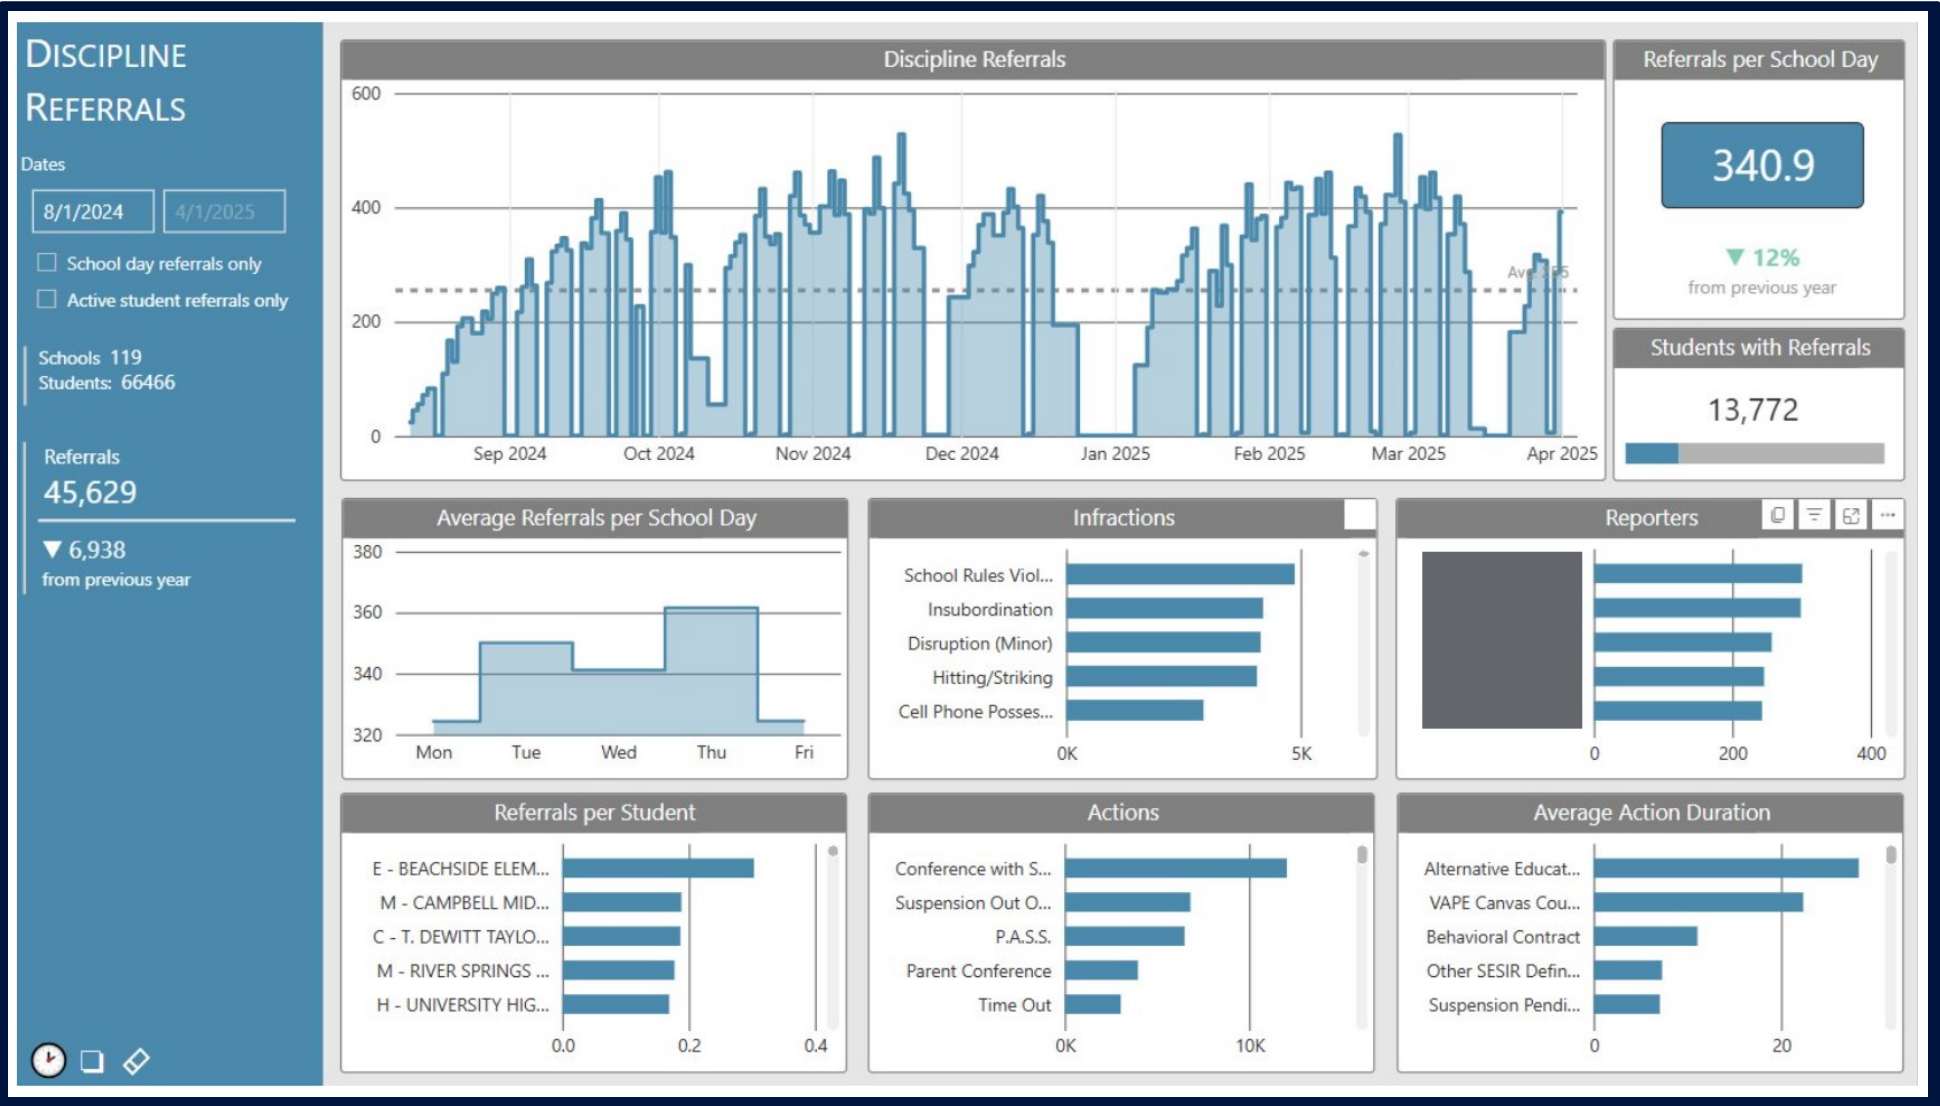 DISCIPLINE
REFERRALS
Dates
8/1/2024
4/1/2025
School day referrals only
Active student referrals only
Schools 119
Students: 66466
Referrals
45,629
▼ 6,938
from previous year
Discipline Referrals
600
400
200
0
Sep 2024
Oct 2024
Nov 2024
Dec 2024
Jan 2025
Feb 2025
Mar 2025
Apr 2025
Referrals per School Day
340.9
▼ 12%
from previous year
Students with Referrals
13,772
Average Referrals per School Day
380
360
340
320
Mon
Tue
Wed
Thu
Fri
Infractions
School Rules Viol...
Insubordination
Disruption (Minor)
Hitting/Striking
Cell Phone Posses...
0K
5K
Reporters
0
200
400
Referrals per Student
E - BEACHSIDE ELEM...
M - CAMPBELL MID...
C - T. DEWITT TAYLO...
M - RIVER SPRINGS ...
H - UNIVERSITY HIG...
0.0
0.2
0.4
Actions
Conference with S...
Suspension Out O...
P.A.S.S.
Parent Conference
Time Out
0K
10K
Average Action Duration
Alternative Educat...
VAPE Canvas Cou...
Behavioral Contract
Other SESIR Defin...
Suspension Pendi...
0
20